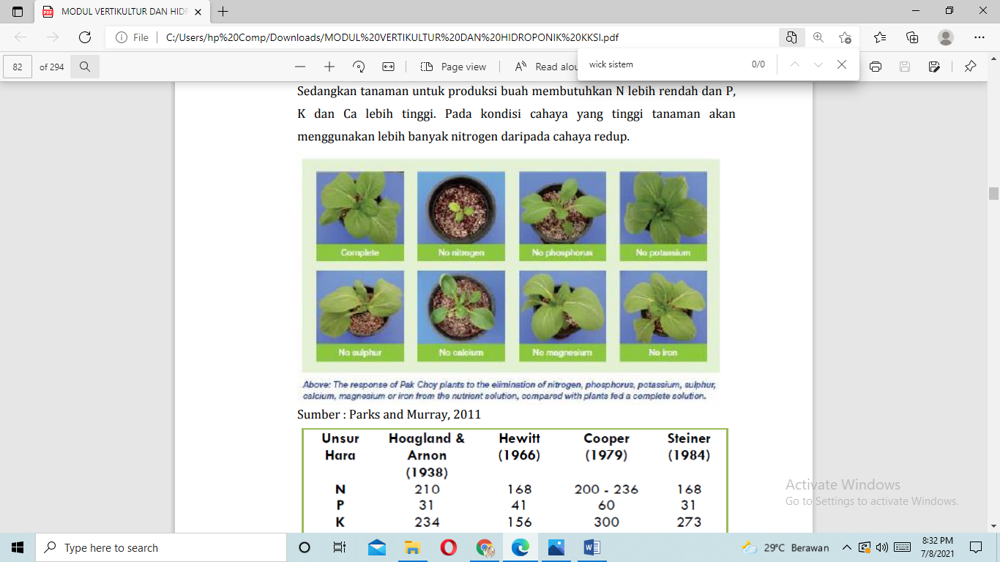 MODUL VERTIKULTUR DAN HIDR
File
C:/Users/hp%20Comp/Downloads/MODUL%20VERTIKULTUR%20DAN%20HIDROPONIK%20KKSI.pdf
82 of 294
Page view
Read alou
wick sistem 0/0
Sedangkan tanaman untuk produksi buah membutuhkan N lebih rendah dan P,
K dan Ca lebih tinggi. Pada kondisi cahaya yang tinggi tanaman akan
menggunakan lebih banyak nitrogen daripada cahaya redup.
Complete No nitrogen No phosphorus No potassium
No sulphur No calcium No magnesium No iron
Above: The response of Pak Choy plants to the elimination of nitrogen, phosphorus, potassium, sulphur,
calcium, magnesium or iron from the nutrient solution, compared with plants fed a complete solution.
Sumber : Parks and Murray, 2011
Unsur Hoagland & Hewitt Cooper Steiner
Hara Arnon (1966) (1979) (1984)
(1938)
N 210 168 200 - 236 168
P 31 41 60 31
K 234 156 300 273
Activate Windows
Go to Settings to activate Windows.
Type here to search
29°C Berawan
8:32 PM
7/8/2021